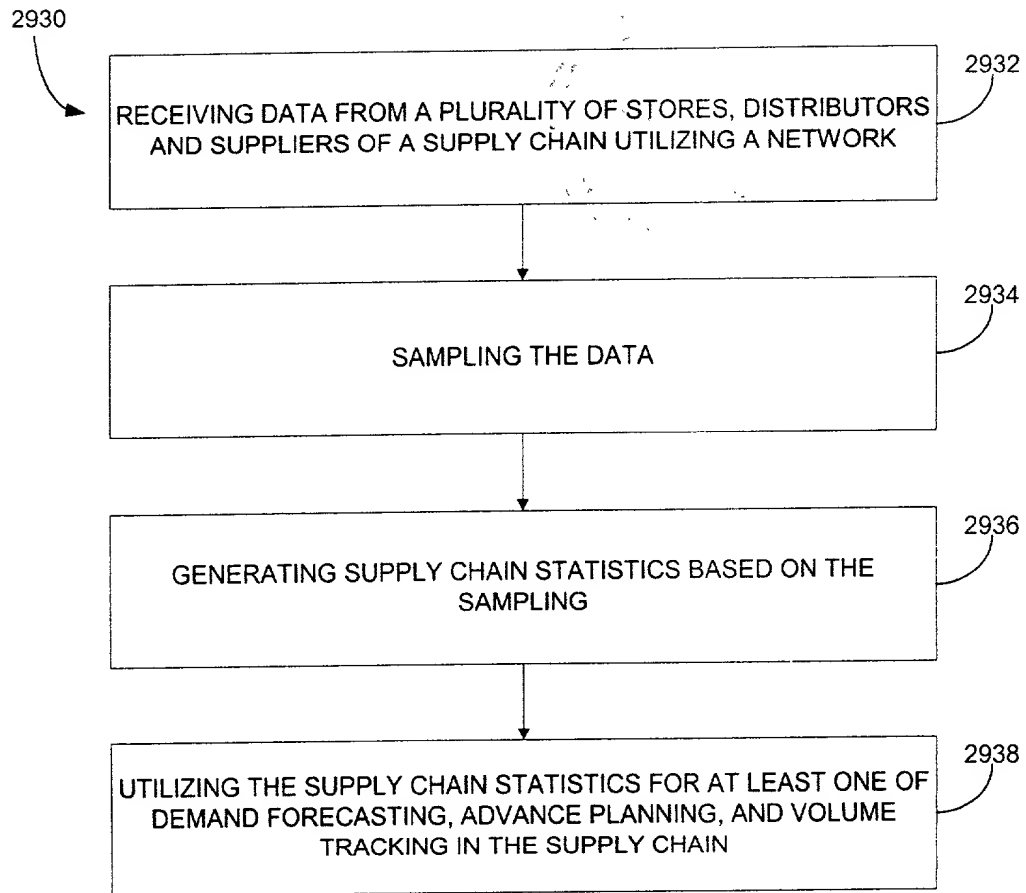 2930
2932
RECEIVING DATA FROM A PLURALITY OF STORES, DISTRIBUTORS
AND SUPPLIERS OF A SUPPLY CHAIN UTILIZING A NETWORK
2934
SAMPLING THE DATA
2936
GENERATING SUPPLY CHAIN STATISTICS BASED ON THE
SAMPLING
2938
UTILIZING THE SUPPLY CHAIN STATISTICS FOR AT LEAST ONE OF
DEMAND FORECASTING, ADVANCE PLANNING, AND VOLUME
TRACKING IN THE SUPPLY CHAIN